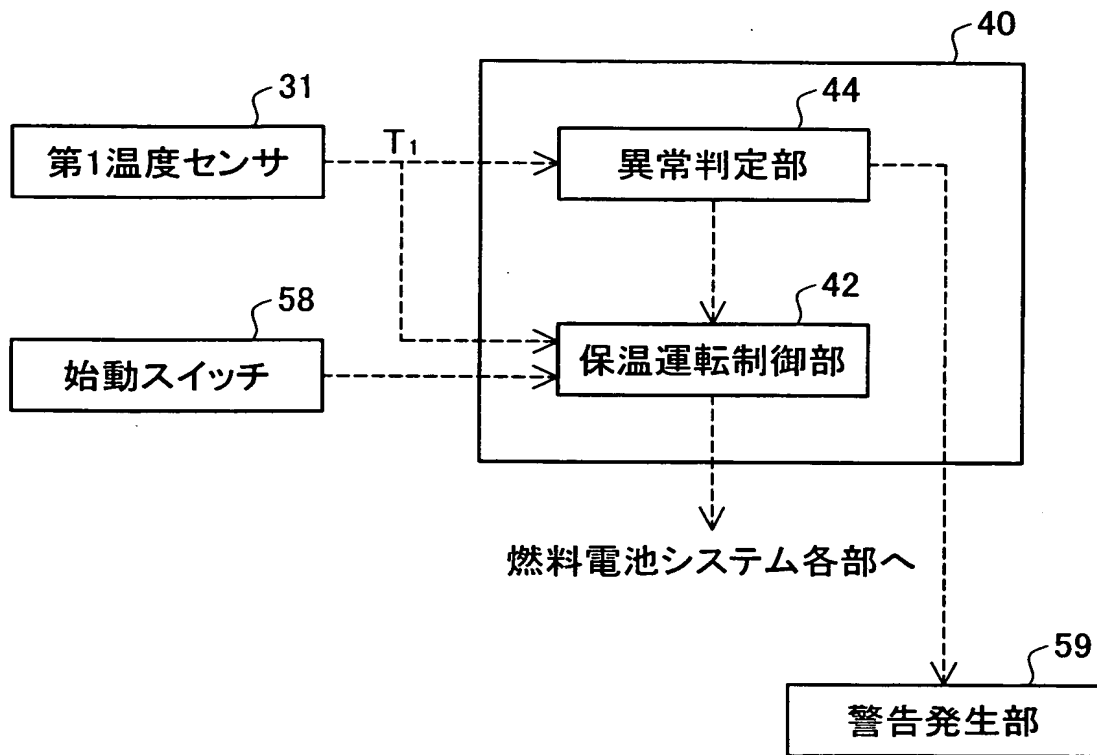 40
31
44
第1温度センサ
T₁
異常判定部
58
42
始動スイッチ
保温運転制御部
燃料電池システム各部へ
59
警告発生部